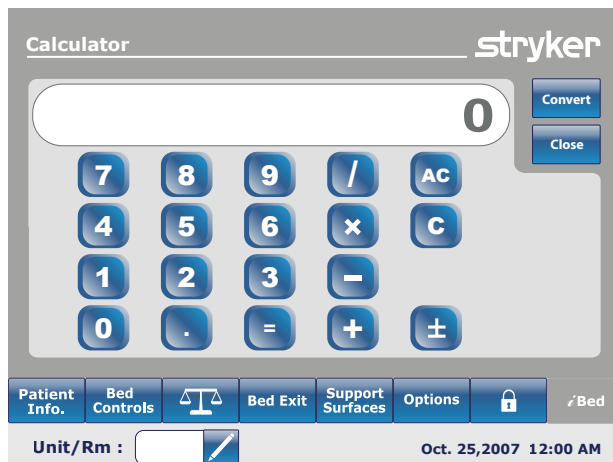 Calculator
stryker
0
Convert
Close
7 8 9 / AC
4 5 6 × C
1 2 3 −
0 . = + ±
Patient Info.
Bed Controls
Bed Exit
Support Surfaces
Options
iBed
Unit/Rm :
Oct. 25,2007 12:00 AM